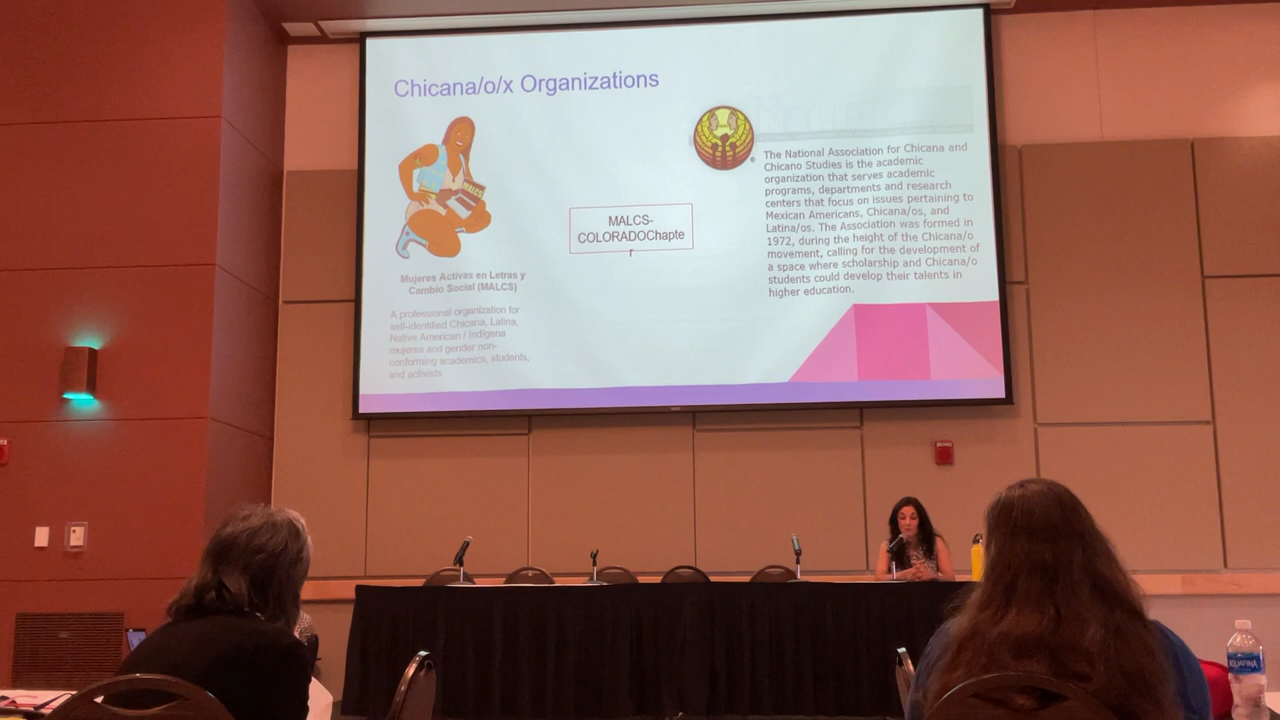 Chicana/o/x Organizations
MALCS
Mujeres Activas en Letras y
Cambio Social (MALCS)
A professional organization for
self-identified Chicana, Latina,
Native American / Indígena
mujeres and gender non-
conforming academics, students,
and activists.
MALCS-
COLORADOChapte
r
The National Association for Chicana and
Chicano Studies is the academic
organization that serves academic
programs, departments and research
centers that focus on issues pertaining to
Mexican Americans, Chicana/os, and
Latina/os. The Association was formed in
1972, during the height of the Chicana/o
movement, calling for the development of
a space where scholarship and Chicana/o
students could develop their talents in
higher education.
AQUAFINA